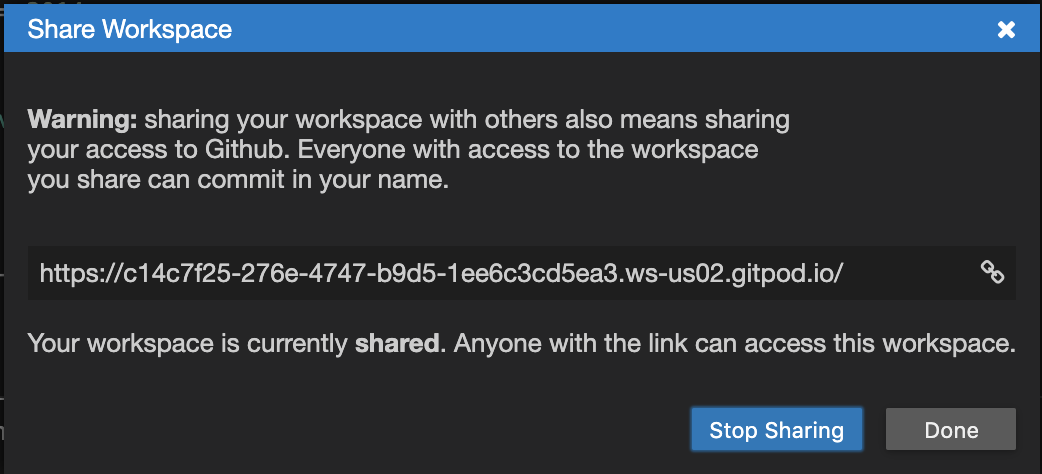 Share Workspace
Warning: sharing your workspace with others also means sharing
your access to Github. Everyone with access to the workspace
you share can commit in your name.
https://c14c7f25-276e-4747-b9d5-1ee6c3cd5ea3.ws-us02.gitpod.io/
Your workspace is currently shared. Anyone with the link can access this workspace.
Stop Sharing
Done